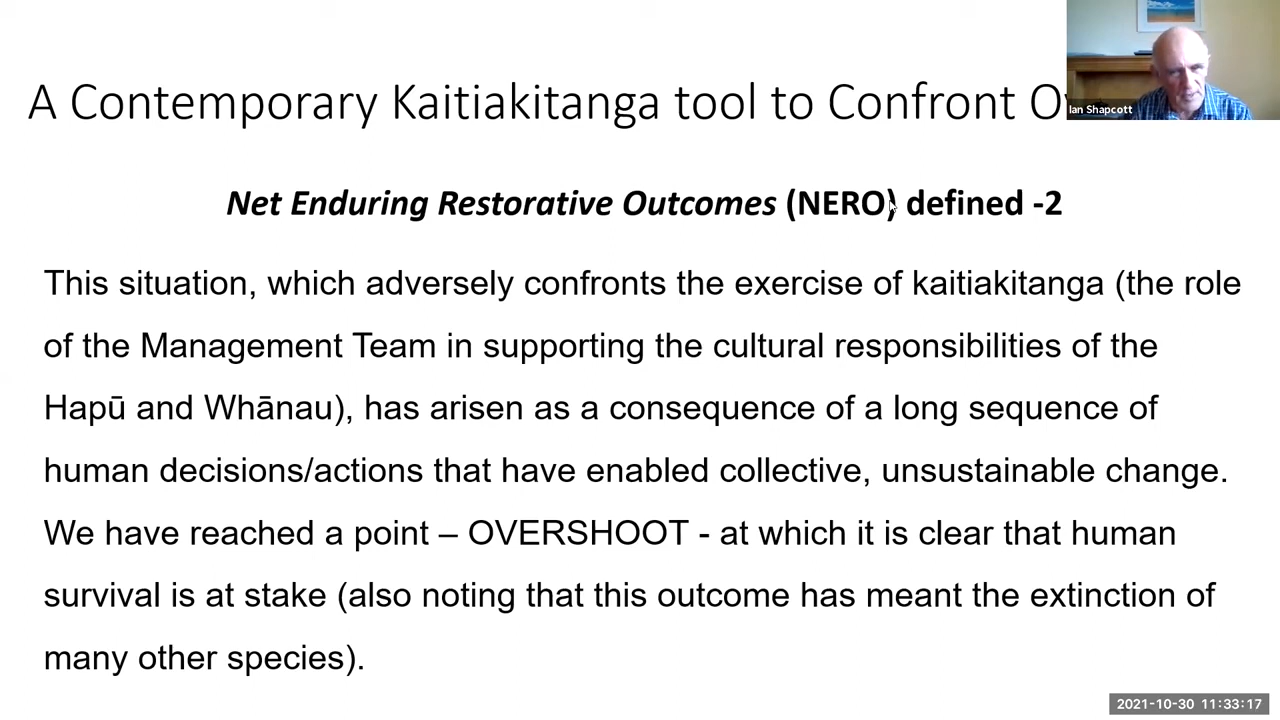 A Contemporary Kaitiakitanga tool to Confront
Ian Shapcott
Net Enduring Restorative Outcomes (NERO) defined -2
This situation, which adversely confronts the exercise of kaitiakitanga (the role
of the Management Team in supporting the cultural responsibilities of the
Hapū and Whānau), has arisen as a consequence of a long sequence of
human decisions/actions that have enabled collective, unsustainable change.
We have reached a point – OVERSHOOT - at which it is clear that human
survival is at stake (also noting that this outcome has meant the extinction of
many other species).
2021-10-30 11:33:17